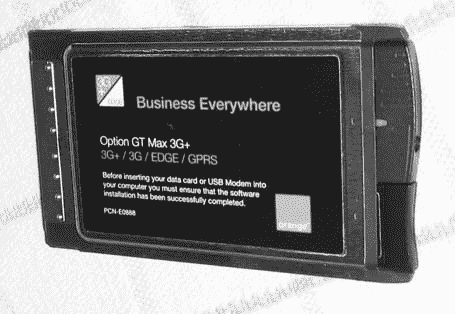 Business Everywhere
Option GT Max 3G+
3G+ / 3G / EDGE / GPRS
Before inserting your data card or USB Modem into
your computer you must ensure that the software
installation has been successfully completed.
PCN-E0888
orange